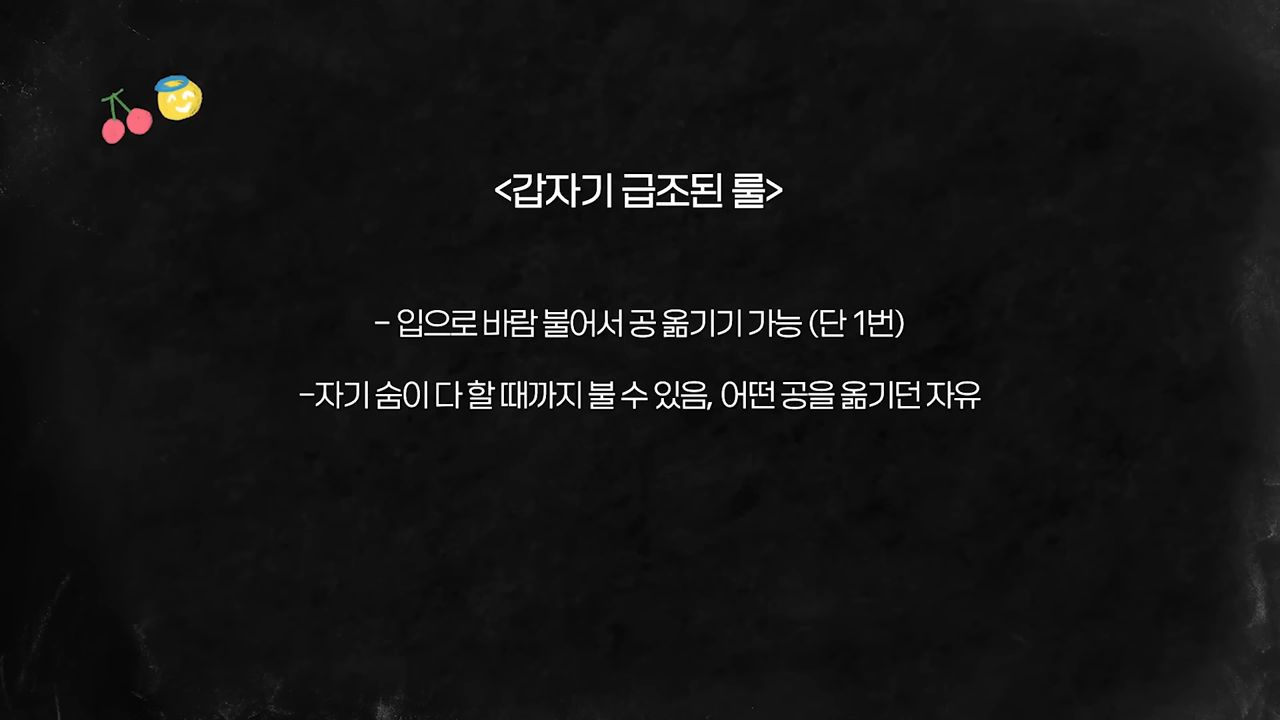 <갑자기 급조된 룰>
- 입으로 바람 불어서 공 옮기기 가능 (단 1번)
-자기 숨이 다 할 때까지 불 수 있음, 어떤 공을 옮기던 자유